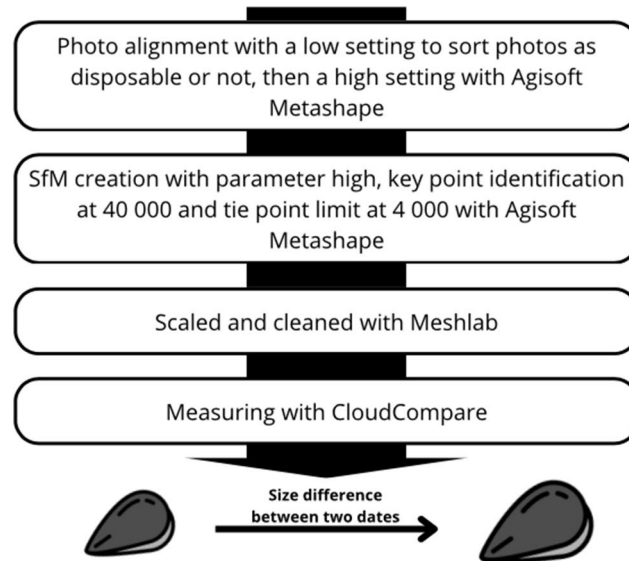 Photo alignment with a low setting to sort photos as
disposable or not, then a high setting with Agisoft
Metashape
SfM creation with parameter high, key point identification
at 40 000 and tie point limit at 4 000 with Agisoft
Metashape
Scaled and cleaned with Meshlab
Measuring with CloudCompare
Size difference
between two dates